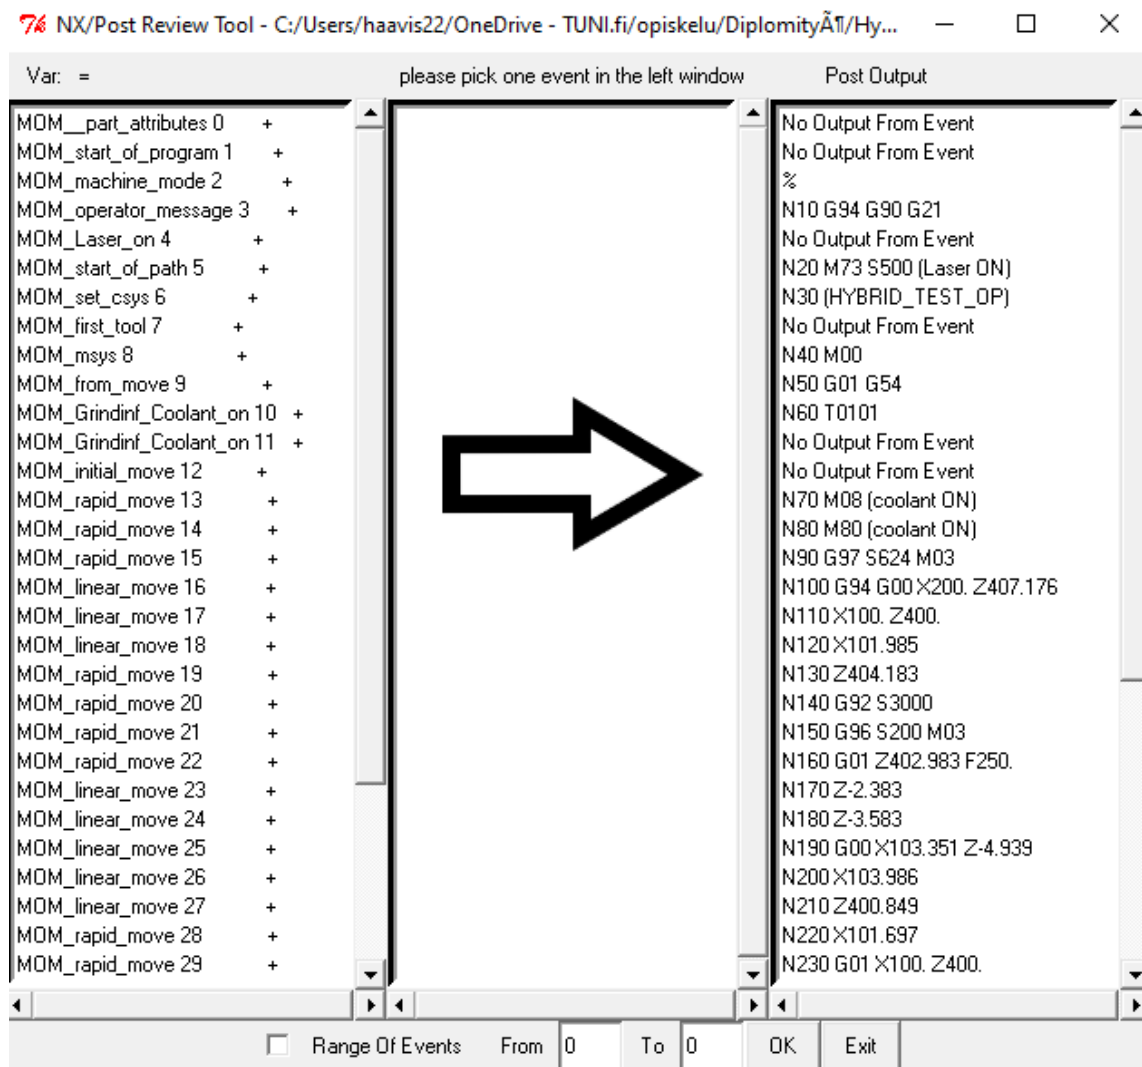 NX/Post Review Tool - C:/Users/haavis22/OneDrive - TUNI.fi/opiskelu/DiplomityÃ¶/Hy...
Var: =
please pick one event in the left window
Post Output
MOM__part_attributes 0 +
MOM_start_of_program 1 +
MOM_machine_mode 2 +
MOM_operator_message 3 +
MOM_Laser_on 4 +
MOM_start_of_path 5 +
MOM_set_csys 6 +
MOM_first_tool 7 +
MOM_msys 8 +
MOM_from_move 9 +
MOM_Grindinf_Coolant_on 10 +
MOM_Grindinf_Coolant_on 11 +
MOM_initial_move 12 +
MOM_rapid_move 13 +
MOM_rapid_move 14 +
MOM_rapid_move 15 +
MOM_linear_move 16 +
MOM_linear_move 17 +
MOM_linear_move 18 +
MOM_rapid_move 19 +
MOM_rapid_move 20 +
MOM_rapid_move 21 +
MOM_rapid_move 22 +
MOM_linear_move 23 +
MOM_linear_move 24 +
MOM_linear_move 25 +
MOM_linear_move 26 +
MOM_linear_move 27 +
MOM_rapid_move 28 +
MOM_rapid_move 29 +
No Output From Event
No Output From Event
%
N10 G94 G90 G21
No Output From Event
N20 M73 S500 (Laser ON)
N30 (HYBRID_TEST_OP)
No Output From Event
N40 M00
N50 G01 G54
N60 T0101
No Output From Event
No Output From Event
N70 M08 (coolant ON)
N80 M80 (coolant ON)
N90 G97 S624 M03
N100 G94 G00 X200. Z407.176
N110 X100. Z400.
N120 X101.985
N130 Z404.183
N140 G92 S3000
N150 G96 S200 M03
N160 G01 Z402.983 F250.
N170 Z-2.383
N180 Z-3.583
N190 G00 X103.351 Z-4.939
N200 X103.986
N210 Z400.849
N220 X101.697
N230 G01 X100. Z400.
Range Of Events From 0 To 0 OK Exit